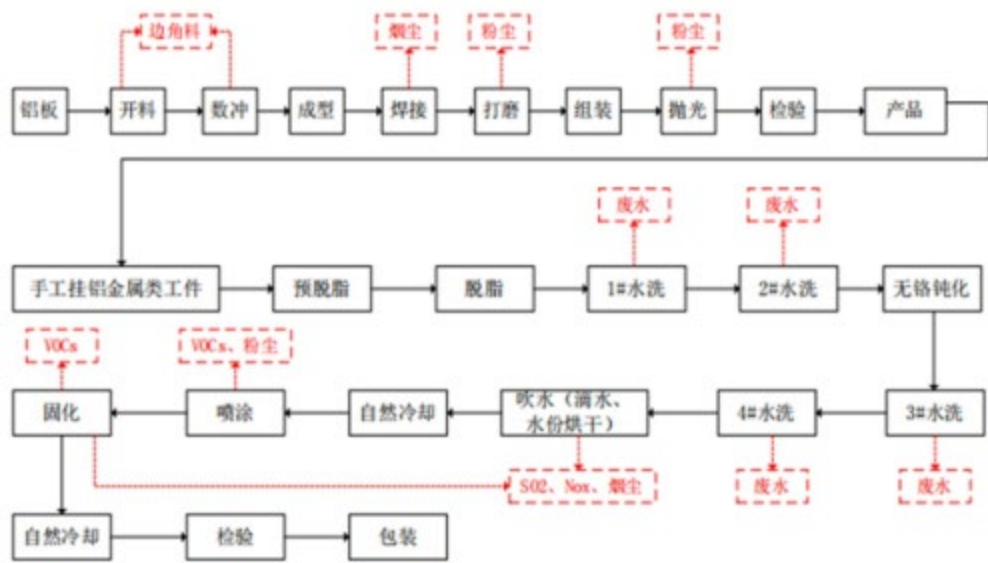 边角料
烟尘
粉尘
粉尘
铝板
开料
数冲
成型
焊接
打磨
组装
抛光
检验
产品
废水
废水
手工挂铝金属类工件
预脱脂
脱脂
1#水洗
2#水洗
无铬钝化
VOCs
VOCs、粉尘
固化
喷涂
自然冷却
吹水（滴水、
水份烘干）
4#水洗
3#水洗
SO2、Nox、烟尘
废水
废水
自然冷却
检验
包装